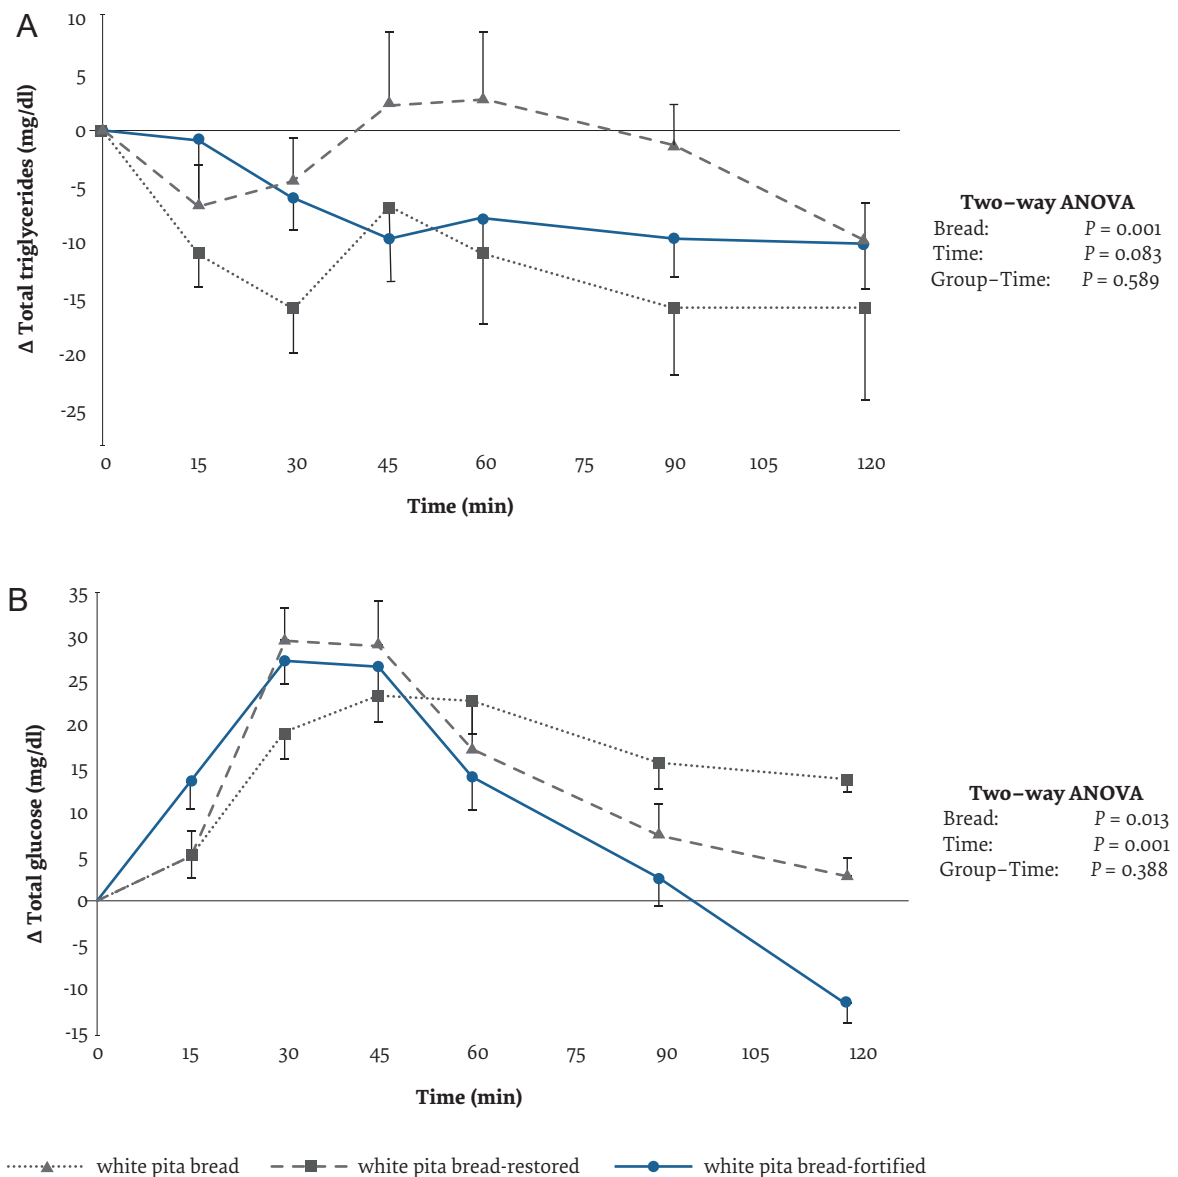 A
10
5
0
-5
-10
-15
-20
-25
Δ Total triglycerides (mg/dl)
0 15 30 45 60 75 90 105 120
Time (min)
Two–way ANOVA
Bread: P = 0.001
Time: P = 0.083
Group–Time: P = 0.589
B
35
30
25
20
15
10
5
0
-5
-10
-15
Δ Total glucose (mg/dl)
0 15 30 45 60 75 90 105 120
Time (min)
Two–way ANOVA
Bread: P = 0.013
Time: P = 0.001
Group–Time: P = 0.388
white pita bread white pita bread-restored white pita bread-fortified